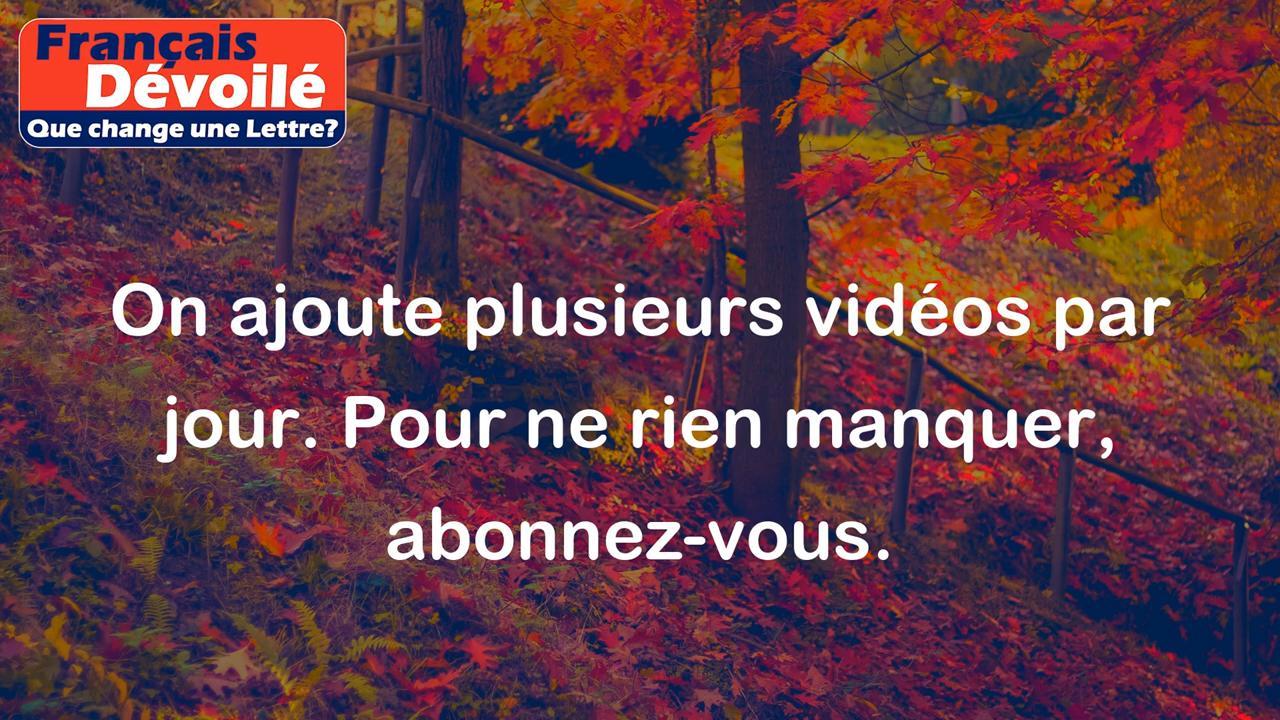 Français
Dévoilé
Que change une Lettre?
On ajoute plusieurs vidéos par
jour. Pour ne rien manquer,
abonnez-vous.